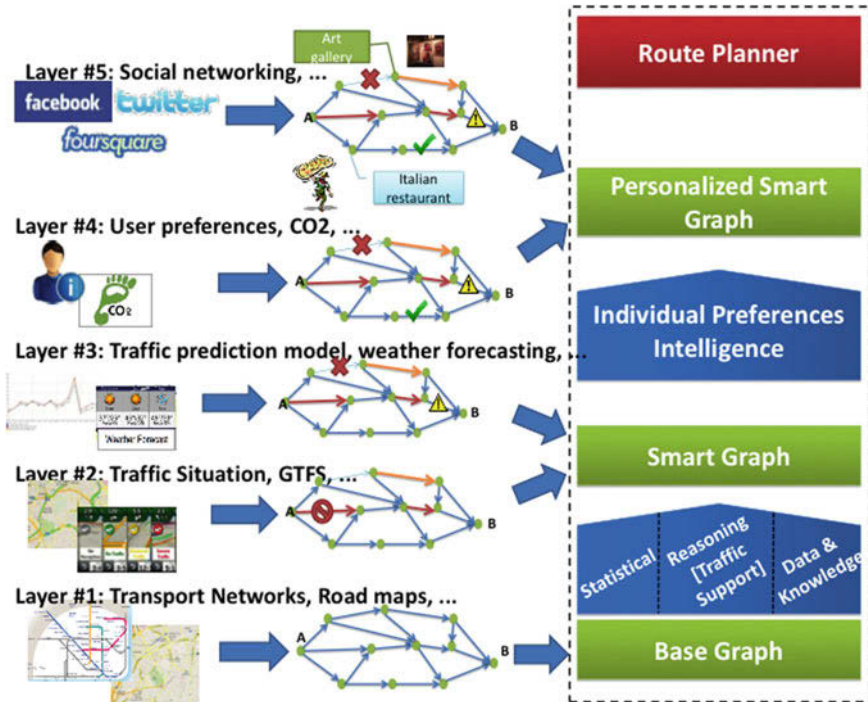 Art
gallery
Layer #5: Social networking, ...
facebook
twitter
foursquare
A
B
Italian
restaurant
Layer #4: User preferences, CO2, ...
i
CO2
A
B
Layer #3: Traffic prediction model, weather forecasting, ...
A
B
Weather Forecast
Layer #2: Traffic Situation, GTFS, ...
A
B
Layer #1: Transport Networks, Road maps, ...
A
B
Route Planner
Personalized Smart
Graph
Individual Preferences
Intelligence
Smart Graph
Statistical
Reasoning
[Traffic
Support]
Data &
Knowledge
Base Graph